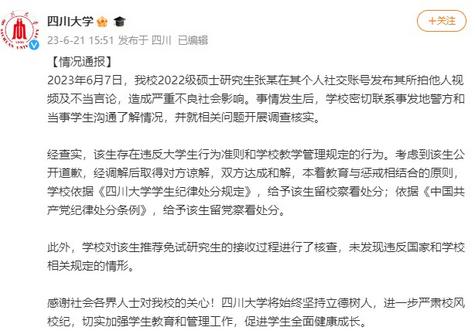 四川大学
23-6-21 15:51 发布于 四川 已编辑
+关注
【情况通报】
2023年6月7日，我校2022级硕士研究生张某在其个人社交账号发布其所拍他人视
频及不当言论，造成严重不良社会影响。事情发生后，学校密切联系事发地警方和
当事学生沟通了解情况，并就相关问题开展调查核实。
经查实，该生存在违反大学生行为准则和学校教学管理规定的行为。考虑到该生公
开道歉，经调解后取得对方谅解，双方达成和解，本着教育与惩戒相结合的原则，
学校依据《四川大学学生纪律处分规定》，给予该生留校察看处分；依据《中国共
产党纪律处分条例》，给予该生留党察看处分。
此外，学校对该生推荐免试研究生的接收过程进行了核查，未发现违反国家和学校
相关规定的情形。
感谢社会各界人士对我校的关心！四川大学将始终坚持立德树人，进一步严肃校风
校纪，切实加强学生教育和管理工作，促进学生全面健康成长。